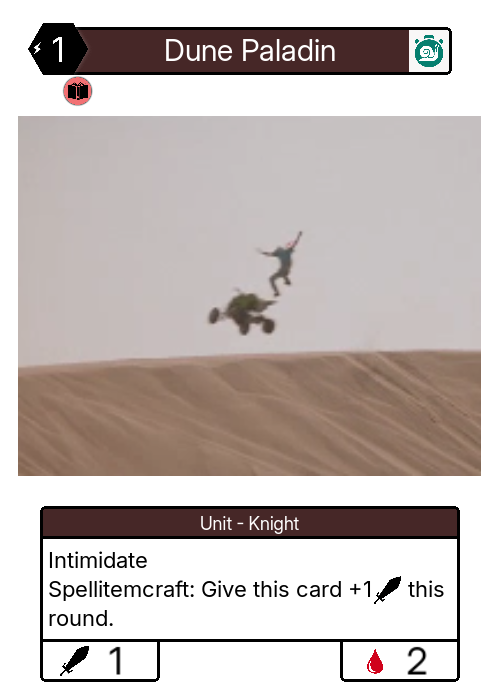 1
Dune Paladin
Unit - Knight
Intimidate
Spellitemcraft: Give this card +1 this
round.
1
2